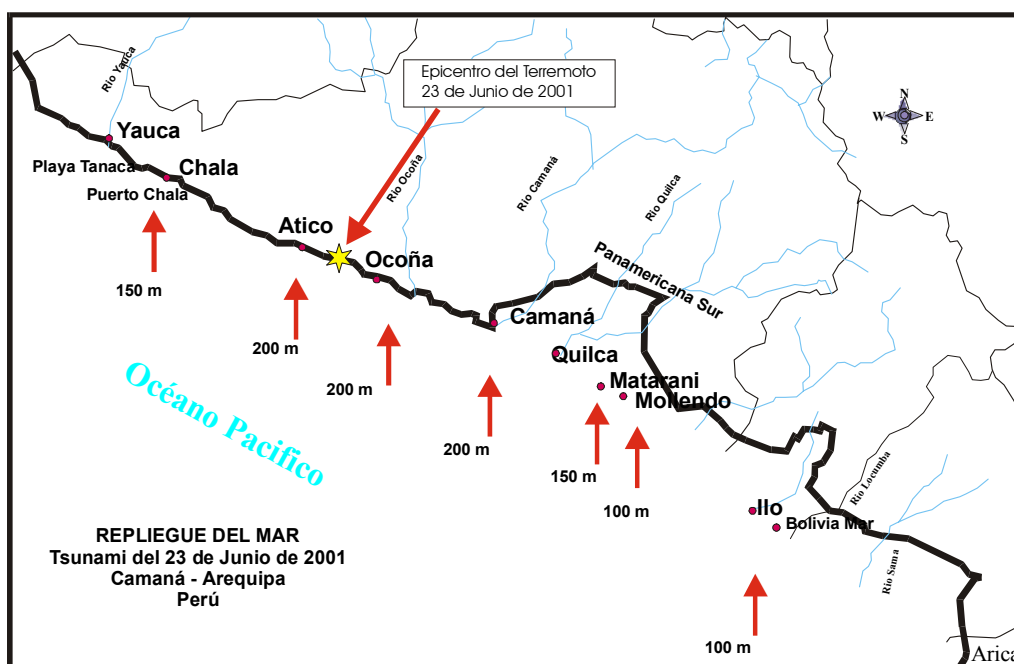 Epicentro del Terremoto
23 de Junio de 2001
N
W
E
S
Rio Yauca
Yauca
Playa Tanaca
Chala
Puerto Chala
Rio Ocoña
Rio Camaná
Rio Quilca
Atico
Ocoña
Panamericana Sur
150 m
Camaná
200 m
Quilca
200 m
Matarani
Mollendo
Océano Pacifico
200 m
150 m
100 m
Rio Locumba
Ilo
Bolivia Mar
REPLIEGUE DEL MAR
Tsunami del 23 de Junio de 2001
Camaná - Arequipa
Perú
Rio Sama
100 m
Arica